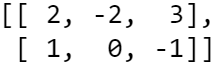 [[ 2, -2,  3],
 [ 1,  0, -1]]